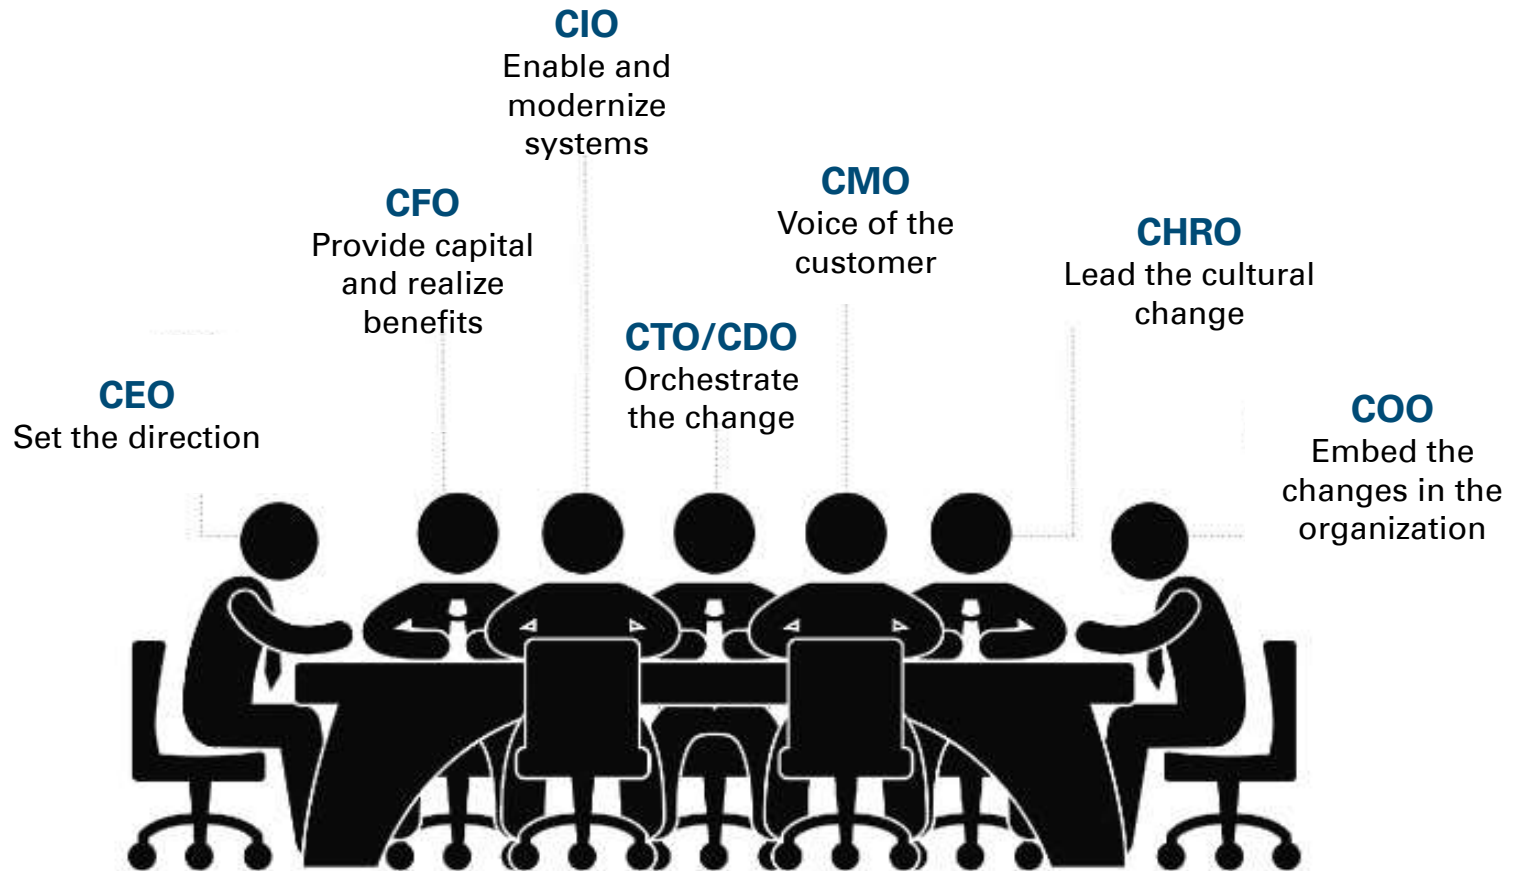 CIO
Enable and
modernize
systems
CFO
Provide capital
and realize
benefits
CMO
Voice of the
customer
CHRO
Lead the cultural
change
CTO/CDO
Orchestrate
the change
CEO
Set the direction
COO
Embed the
changes in the
organization